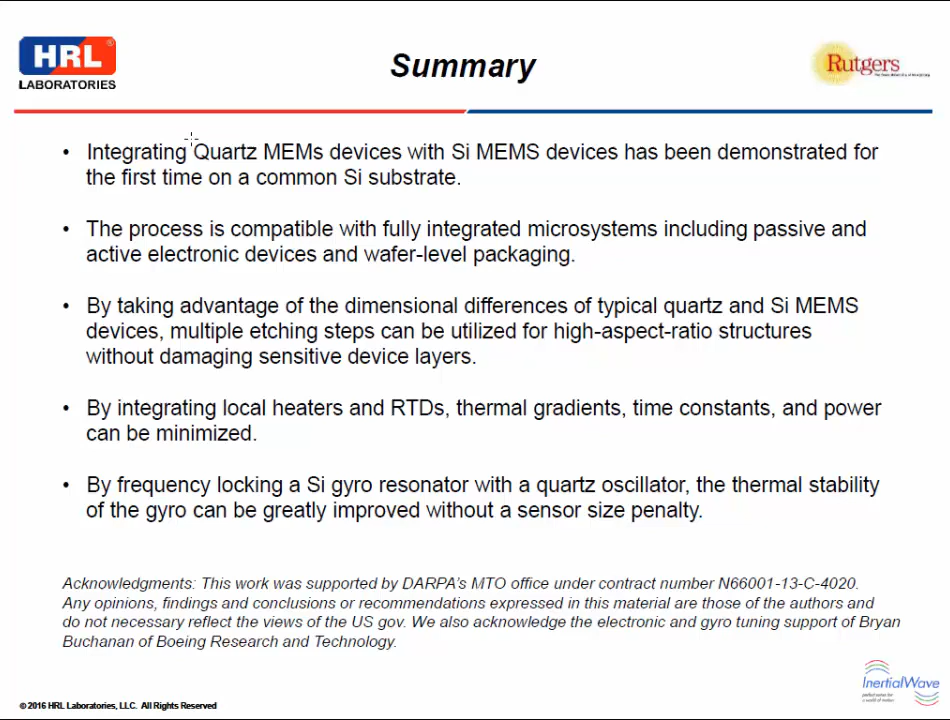 HRL®
LABORATORIES
Summary
Rutgers
• Integrating Quartz MEMs devices with Si MEMS devices has been demonstrated for
the first time on a common Si substrate.
• The process is compatible with fully integrated microsystems including passive and
active electronic devices and wafer-level packaging.
• By taking advantage of the dimensional differences of typical quartz and Si MEMS
devices, multiple etching steps can be utilized for high-aspect-ratio structures
without damaging sensitive device layers.
• By integrating local heaters and RTDs, thermal gradients, time constants, and power
can be minimized.
• By frequency locking a Si gyro resonator with a quartz oscillator, the thermal stability
of the gyro can be greatly improved without a sensor size penalty.
Acknowledgments: This work was supported by DARPA's MTO office under contract number N66001-13-C-4020.
Any opinions, findings and conclusions or recommendations expressed in this material are those of the authors and
do not necessary reflect the views of the US gov. We also acknowledge the electronic and gyro tuning support of Bryan
Buchanan of Boeing Research and Technology.
InertialWave
© 2016 HRL Laboratories, LLC. All Rights Reserved